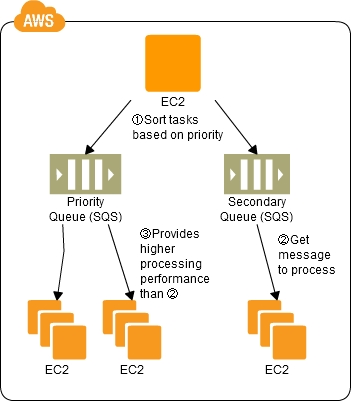 AWS
EC2
①Sort tasks
based on priority
Priority
Queue (SQS)
Secondary
Queue (SQS)
③Provides
higher
processing
performance
than ②
②Get
message
to process
EC2
EC2
EC2